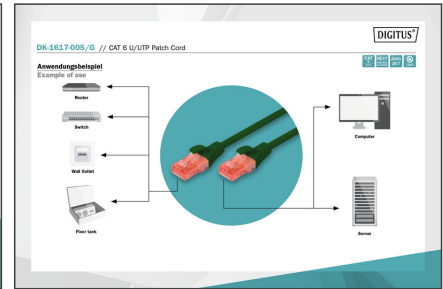 DIGITUS®
DK-1617-005/G // CAT 6 U/UTP Patch Cord
Anwendungsbeispiel
Example of use
Router
Switch
Wall Outlet
Floor tank
Computer
Server